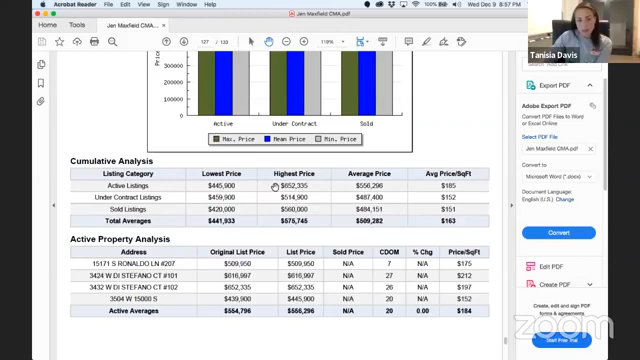 Acrobat Reader File Edit View Window Help
100% Wed Dec 9 8:57 PM
Jen Maxfield CMA.pdf
Home Tools Jen Maxfield CMA.p... ×
127 / 133 119%
Tanisia Davis
Export PDF
Adobe Export PDF
Convert PDF Files to Word
or Excel Online
Select PDF File
Jen Maxfield CMA.pdf ×
Convert to
Microsoft Word (*.docx)
Document Language:
English (U.S.) Change
Convert
Edit PDF
Create PDF
Create, edit and sign PDF
forms & agreements
Start Free Trial
zoom
300000
200000
100000
0
Active Under Contract Sold
Max. Price Mean Price Min. Price
Cumulative Analysis
Listing Category Lowest Price Highest Price Average Price Avg Price/SqFt
Active Listings $445,900 $652,335 $556,296 $185
Under Contract Listings $459,900 $514,900 $487,400 $152
Sold Listings $420,000 $560,000 $484,151 $151
Total Averages $441,933 $575,745 $509,282 $163
Active Property Analysis
Address Original List Price List Price Sold Price CDOM % Chg Price/SqFt
15171 S RONALDO LN #207 $509,950 $509,950 N/A 7 N/A $175
3424 W DI STEFANO CT #101 $616,997 $616,997 N/A 27 N/A $212
3432 W DI STEFANO CT #102 $652,335 $652,335 N/A 26 N/A $197
3504 W 15000 S $439,900 $445,900 N/A 20 N/A $152
Active Averages $554,796 $556,296 N/A 20 0.00 $184